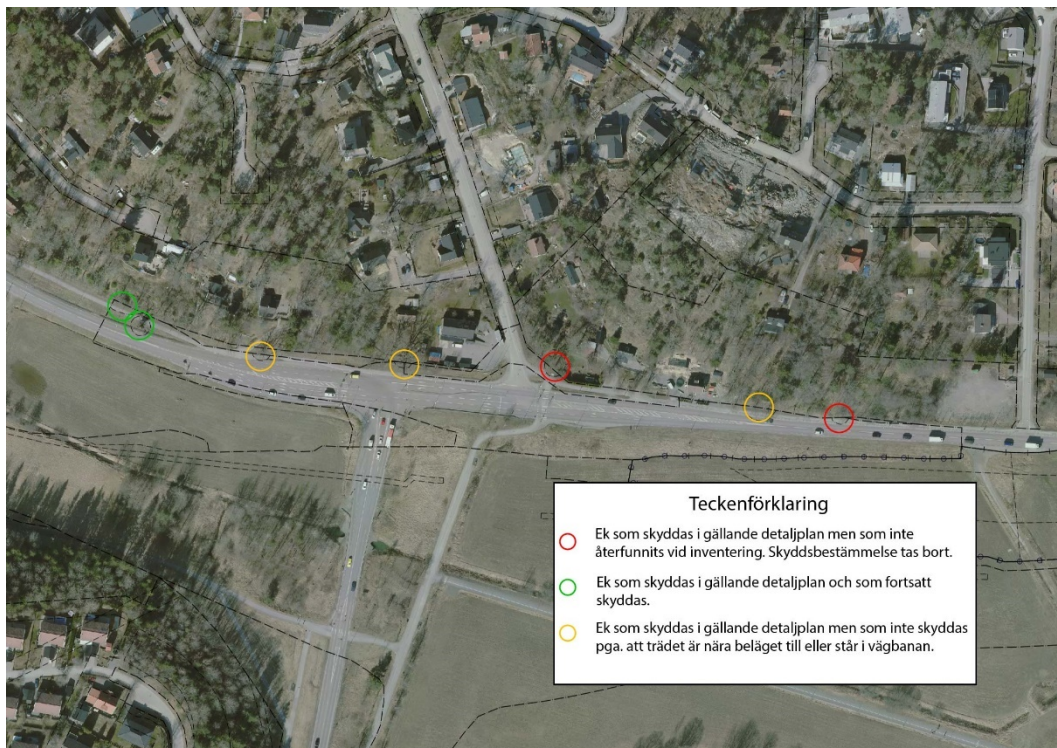 Teckenförklaring
Ek som skyddas i gällande detaljplan men som inte
återfunnits vid inventering. Skyddsbestämmelse tas bort.
Ek som skyddas i gällande detaljplan och som fortsatt
skyddas.
Ek som skyddas i gällande detaljplan men som inte skyddas
pga. att trädet är nära beläget till eller står i vägbanan.